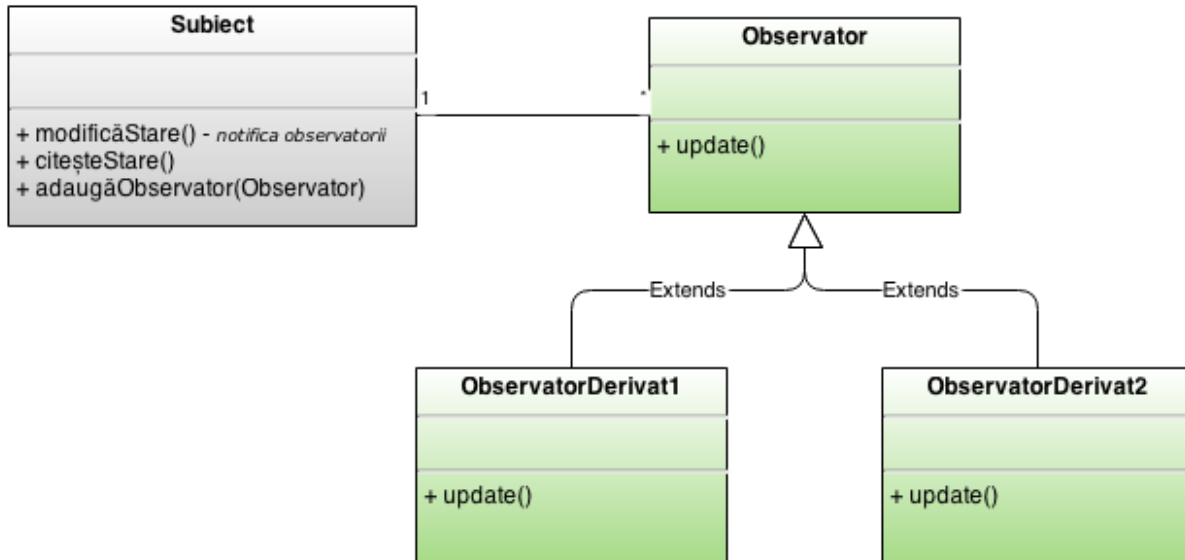 Subiect
+ modificăStare() - notifica observatorii
+ citeșteStare()
+ adaugăObservator(Observator)
1
*
Observator
+ update()
Extends
Extends
ObservatorDerivat1
+ update()
ObservatorDerivat2
+ update()